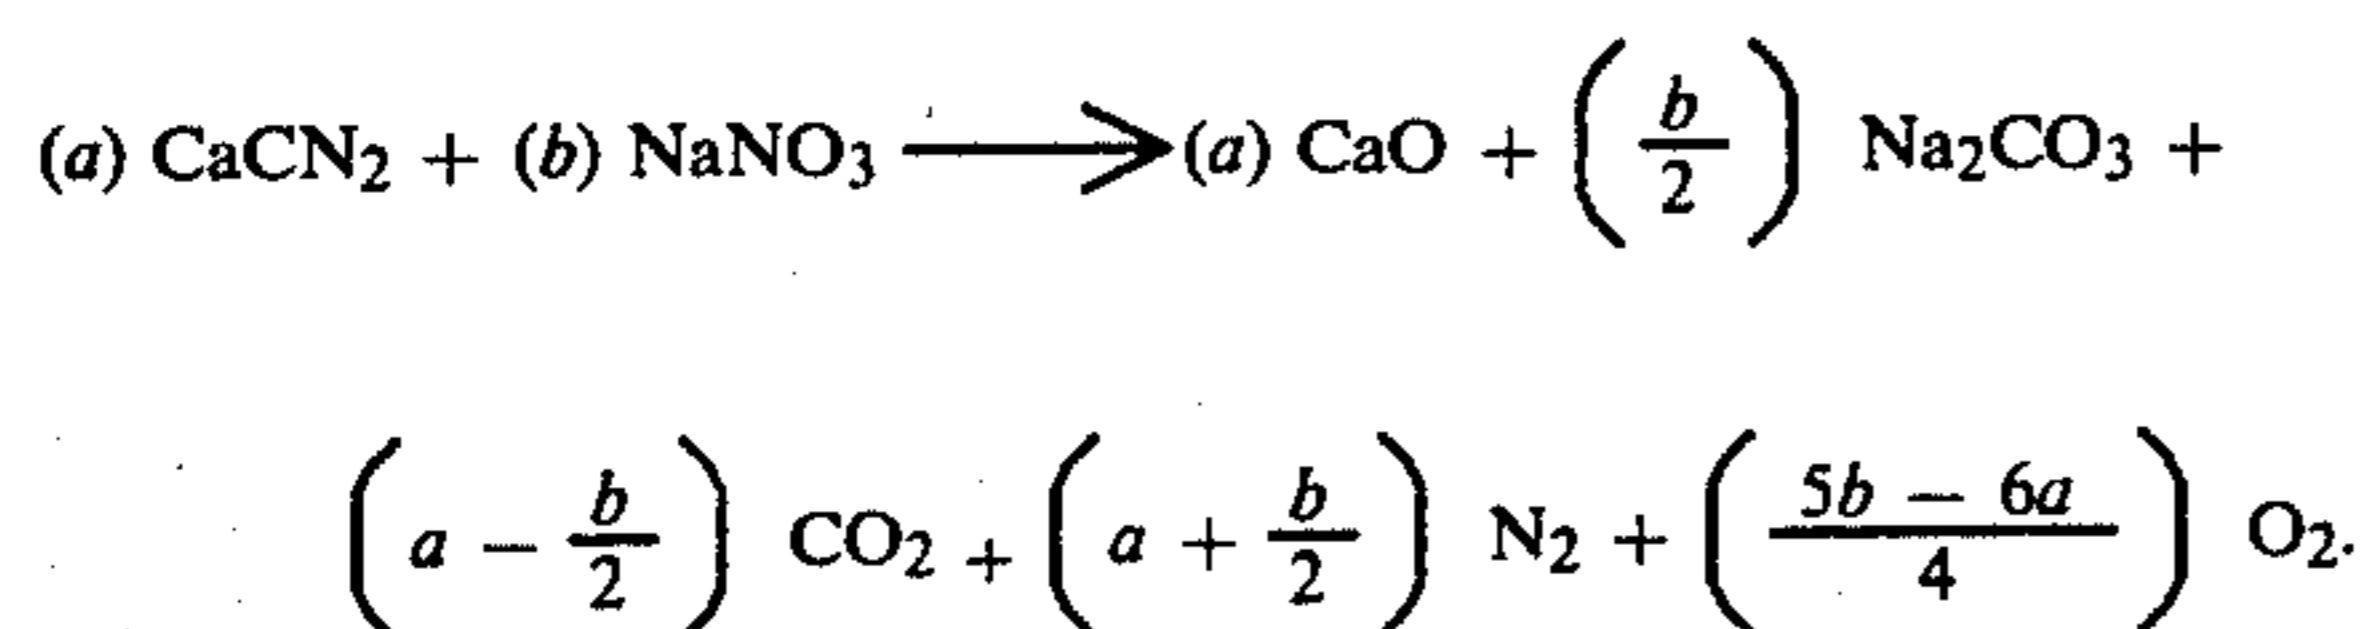 (a) CaCN₂ + (b) NaNO₃ ⟶ (a) CaO + (b/2) Na₂CO₃ +
(a − b/2) CO₂ + (a + b/2) N₂ + ((5b − 6a)/4) O₂.